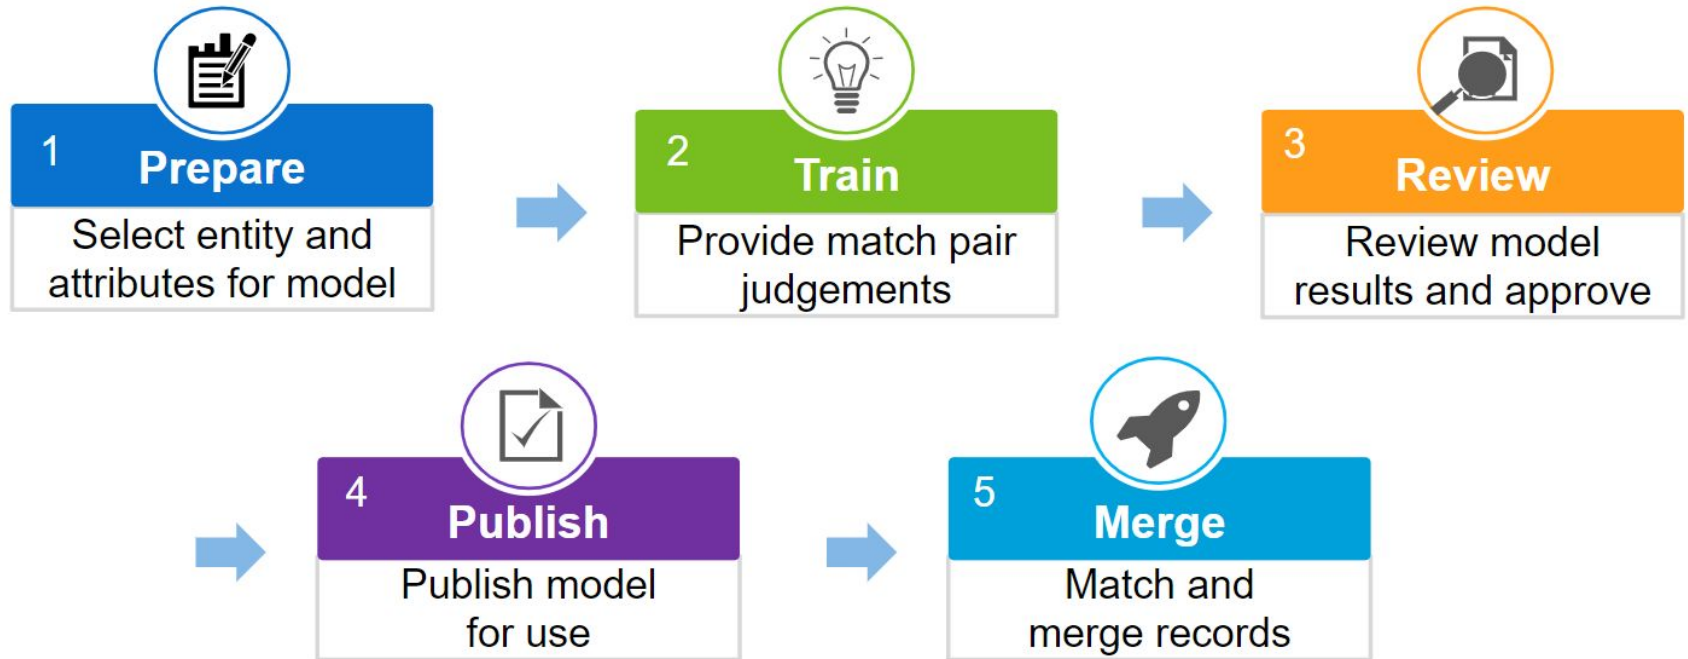 1
Prepare
Select entity and
attributes for model
2
Train
Provide match pair
judgements
3
Review
Review model
results and approve
4
Publish
Publish model
for use
5
Merge
Match and
merge records